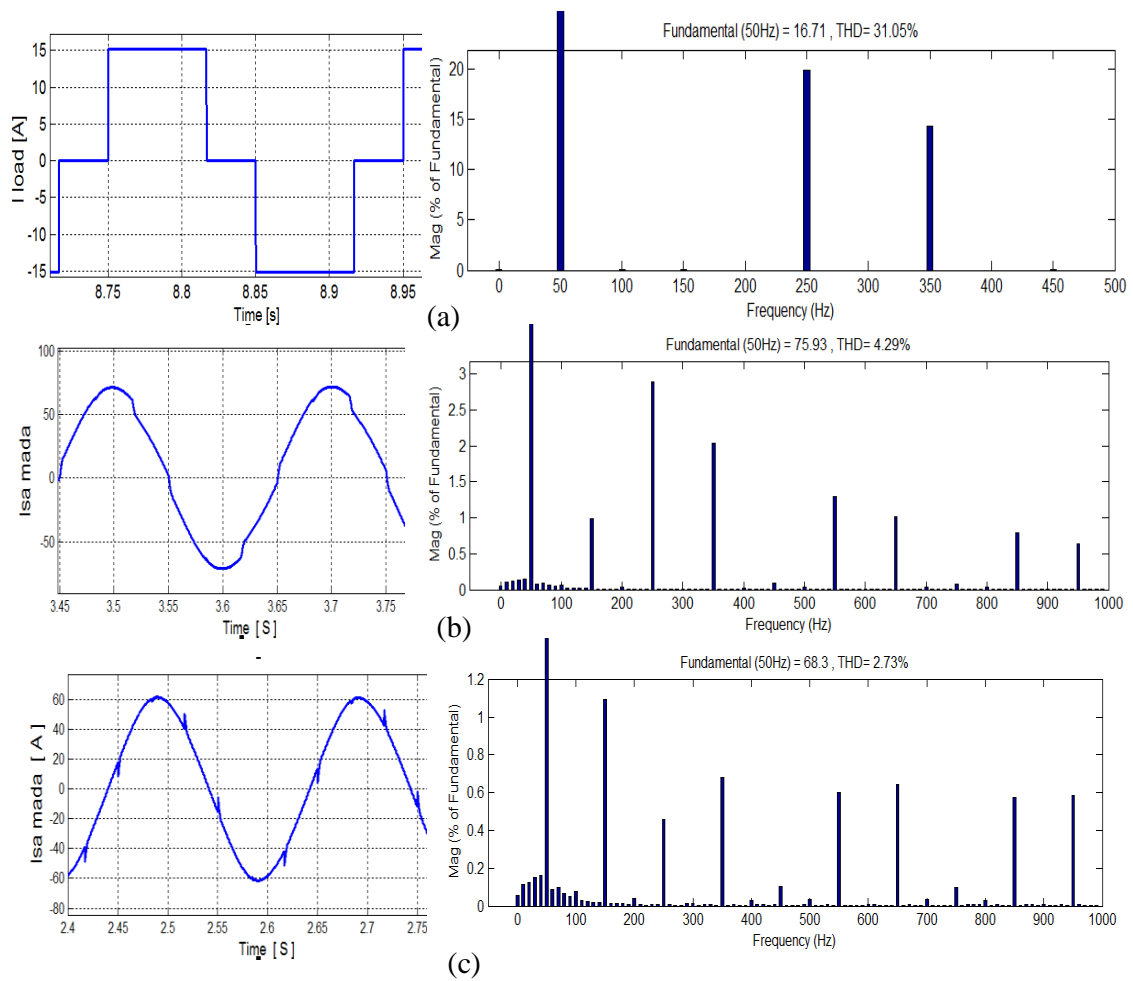 Fundamental (50Hz) = 16.71 , THD= 31.05%
I load [A]
15
10
5
0
-5
-10
-15
8.75 8.8 8.85 8.9 8.95
Time [s]
Mag (% of Fundamental)
20
15
10
5
0
0 50 100 150 200 250 300 350 400 450 500
Frequency (Hz)
(a)
Isa mada
100
50
0
-50
3.45 3.5 3.55 3.6 3.65 3.7 3.75
Time [ S ]
Fundamental (50Hz) = 75.93 , THD= 4.29%
Mag (% of Fundamental)
3
2.5
2
1.5
1
0.5
0
0 100 200 300 400 500 600 700 800 900 1000
Frequency (Hz)
(b)
Isa mada [ A ]
60
40
20
0
-20
-40
-60
-80
2.4 2.45 2.5 2.55 2.6 2.65 2.7 2.75
Time [ S ]
Fundamental (50Hz) = 68.3 , THD= 2.73%
Mag (% of Fundamental)
1.2
1
0.8
0.6
0.4
0.2
0
0 100 200 300 400 500 600 700 800 900 1000
Frequency (Hz)
(c)